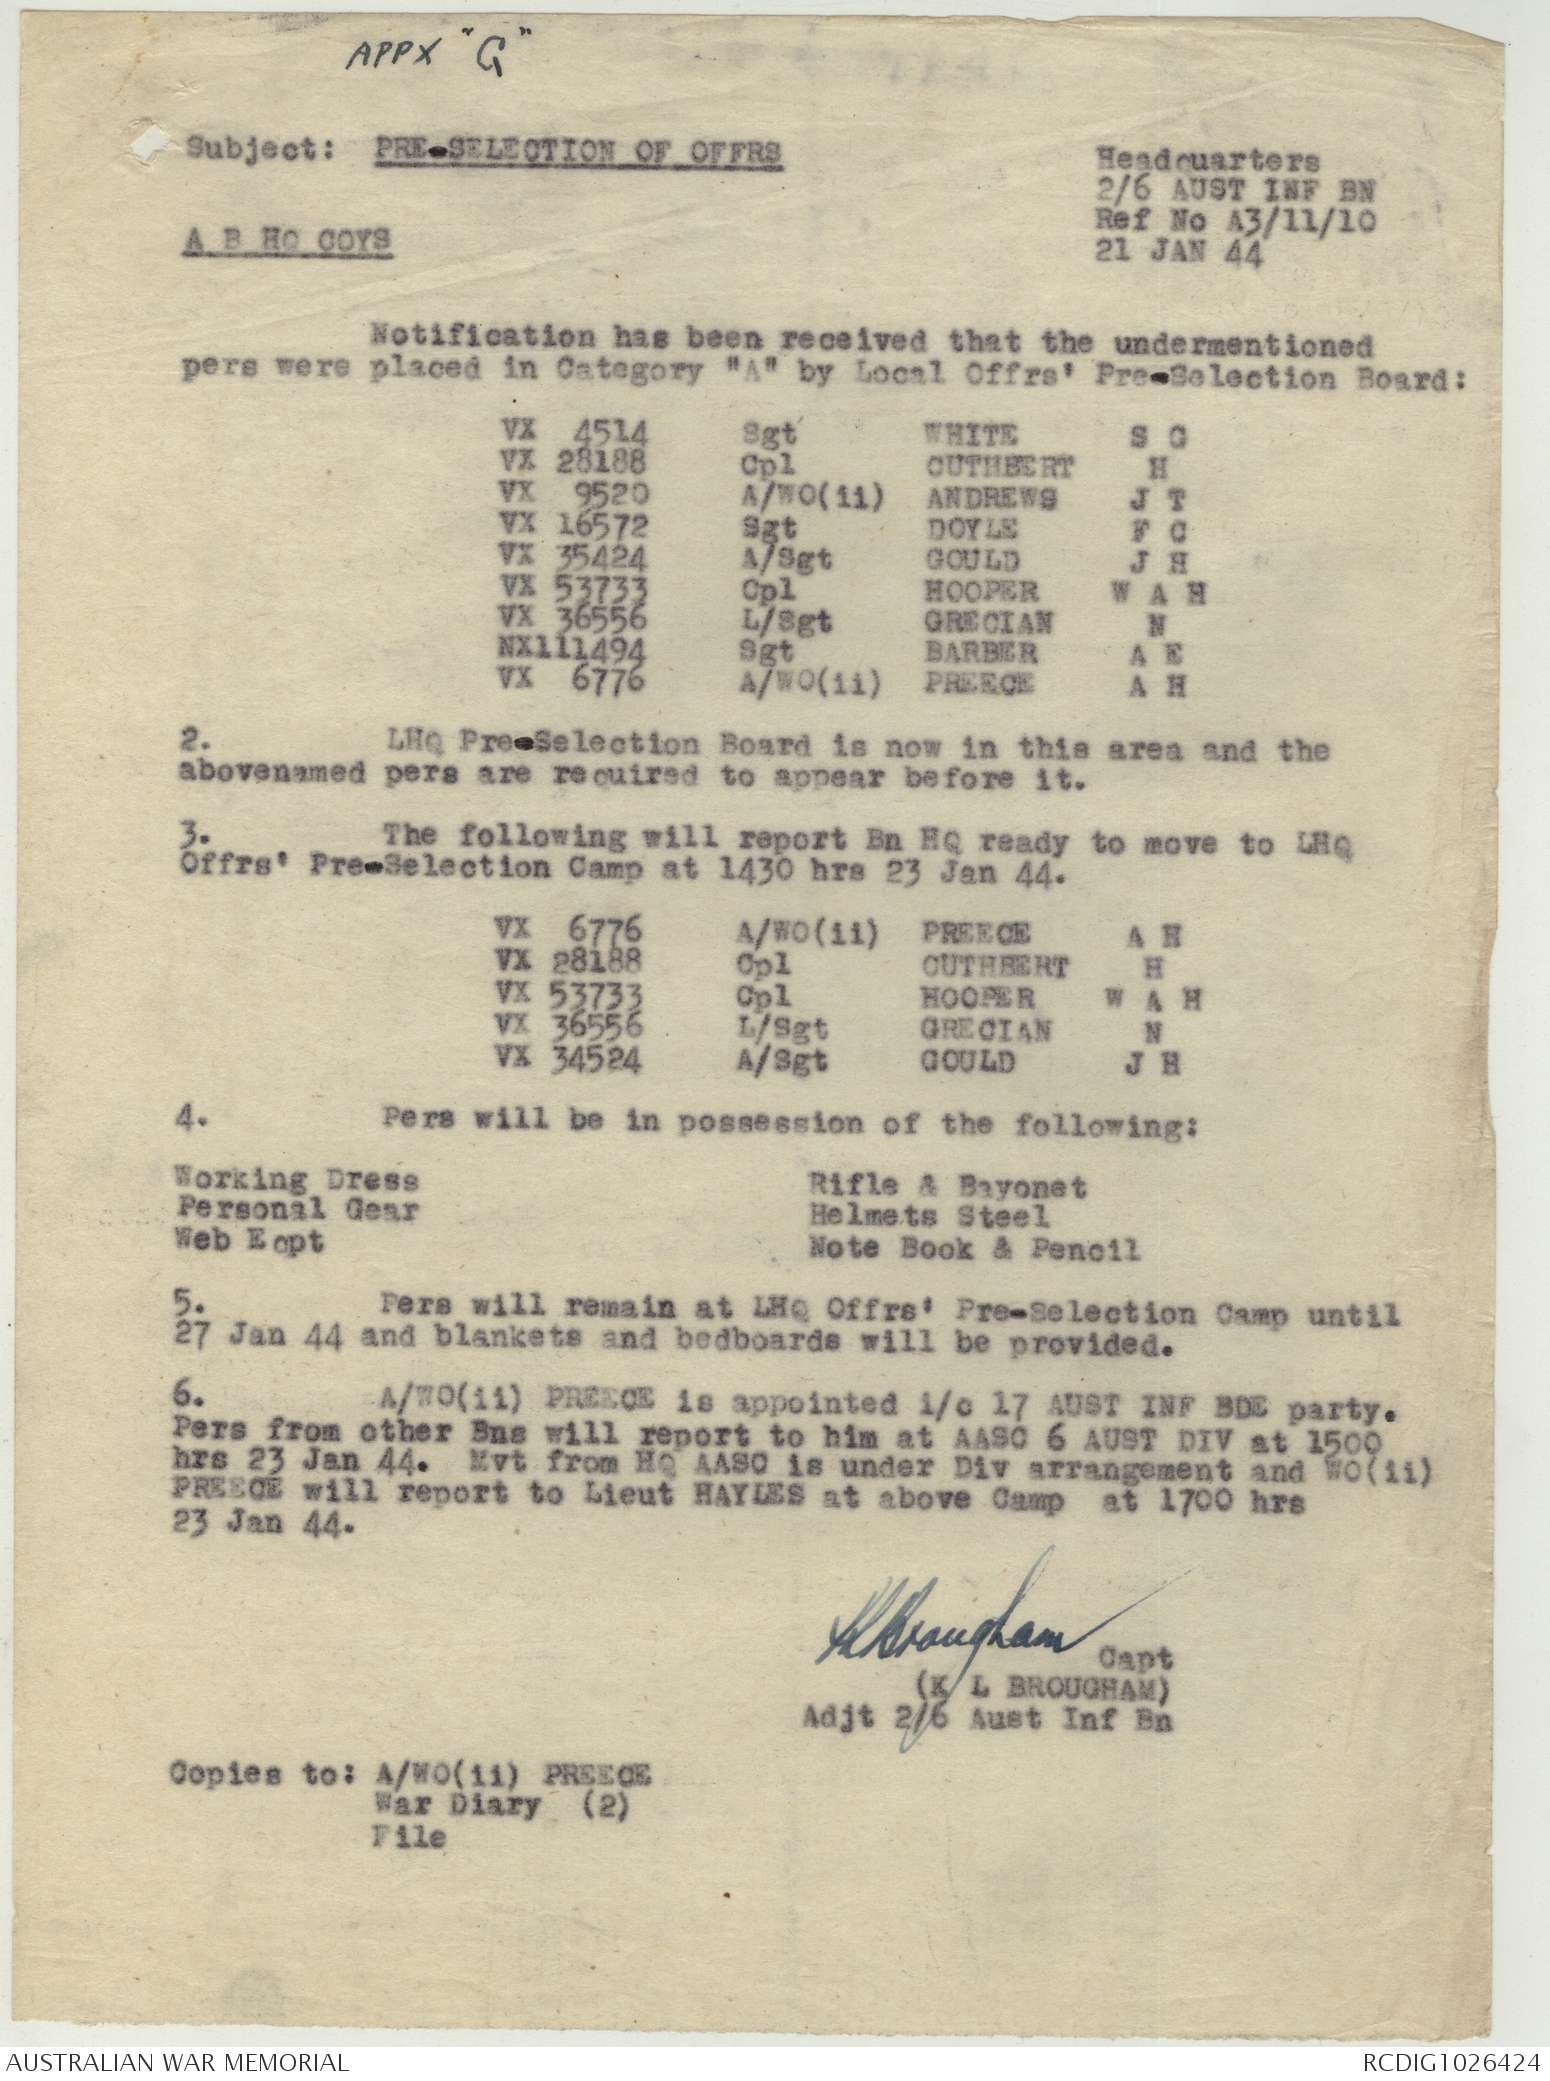 APPX "G"
Subject: PRE-SELECTION OF OFFRS
Headquarters
2/6 AUST INF BN
Ref No A3/11/10
21 JAN 44
A B HQ COYS
Notification has been received that the undermentioned
pers were placed in Category "A" by Local Offrs' Pre-Selection Board:
VX 4514 Sgt WHITE S G
VX 28188 Cpl CUTHBERT H
VX 9520 A/WO(ii) ANDREWS J T
VX 16572 Sgt DOYLE F C
VX 35424 A/Sgt GOULD J H
VX 53733 Cpl HOOPER W A H
VX 36556 L/Sgt GRECIAN N
NX111494 Sgt BARBER A E
VX 6776 A/WO(ii) PREECE A H
2. LHQ Pre-Selection Board is now in this area and the
abovenamed pers are required to appear before it.
3. The following will report Bn HQ ready to move to LHQ
Offrs' Pre-Selection Camp at 1430 hrs 23 Jan 44.
VX 6776 A/WO(ii) PREECE A H
VX 28188 Cpl CUTHBERT H
VX 53733 Cpl HOOPER W A H
VX 36556 L/Sgt GRECIAN N
VX 34524 A/Sgt GOULD J H
4. Pers will be in possession of the following:
Working Dress Rifle & Bayonet
Personal Gear Helmets Steel
Web Eqpt Note Book & Pencil
5. Pers will remain at LHQ Offrs' Pre-Selection Camp until
27 Jan 44 and blankets and bedboards will be provided.
6. A/WO(ii) PREECE is appointed i/c 17 AUST INF BDE party.
Pers from other Bns will report to him at AASC 6 AUST DIV at 1500
hrs 23 Jan 44. Mvt from HQ AASC is under Div arrangement and WO(ii)
PREECE will report to Lieut HAYLES at above Camp at 1700 hrs
23 Jan 44.
KLBrougham Capt
(K L BROUGHAM)
Adjt 2/6 Aust Inf Bn
Copies to: A/WO(ii) PREECE
War Diary (2)
File
AUSTRALIAN WAR MEMORIAL
RCDIG1026424